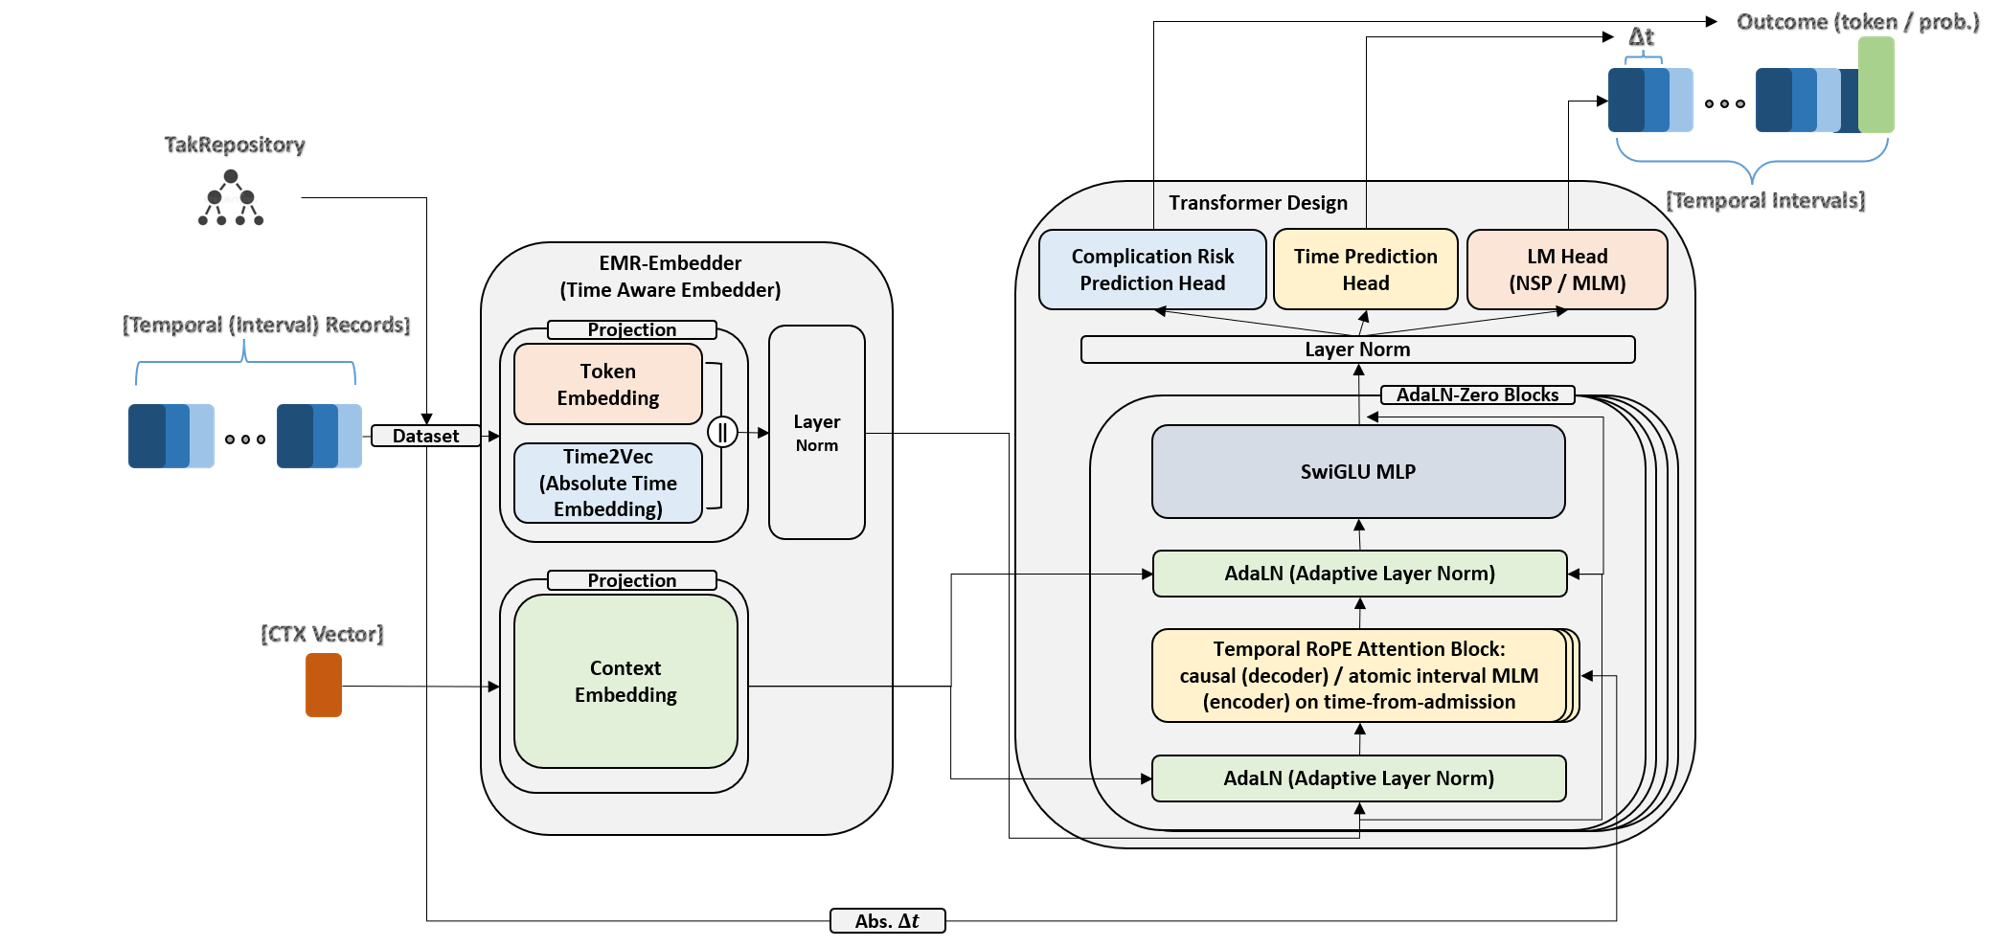 Outcome (token / prob.)
Δt
[Temporal Intervals]
TakRepository
[Temporal (Interval) Records]
Dataset
[CTX Vector]
EMR-Embedder
(Time Aware Embedder)
Projection
Token
Embedding
||
Time2Vec
(Absolute Time
Embedding)
Layer
Norm
Projection
Context
Embedding
Transformer Design
Complication Risk
Prediction Head
Time Prediction
Head
LM Head
(NSP / MLM)
Layer Norm
AdaLN-Zero Blocks
SwiGLU MLP
AdaLN (Adaptive Layer Norm)
Temporal RoPE Attention Block:
causal (decoder) / atomic interval MLM
(encoder) on time-from-admission
AdaLN (Adaptive Layer Norm)
Abs. Δt